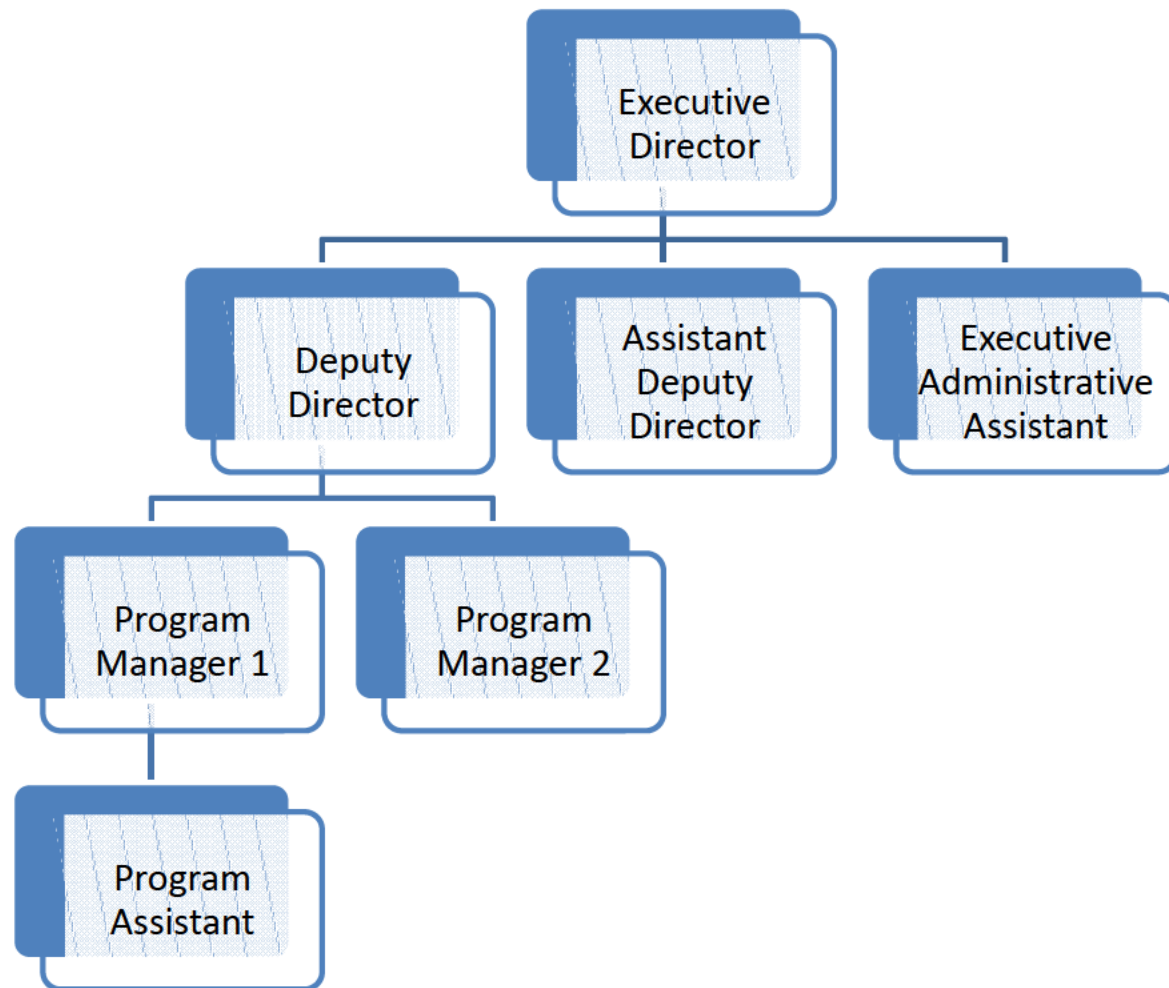 Executive
Director
Deputy
Director
Assistant
Deputy
Director
Executive
Administrative
Assistant
Program
Manager 1
Program
Manager 2
Program
Assistant